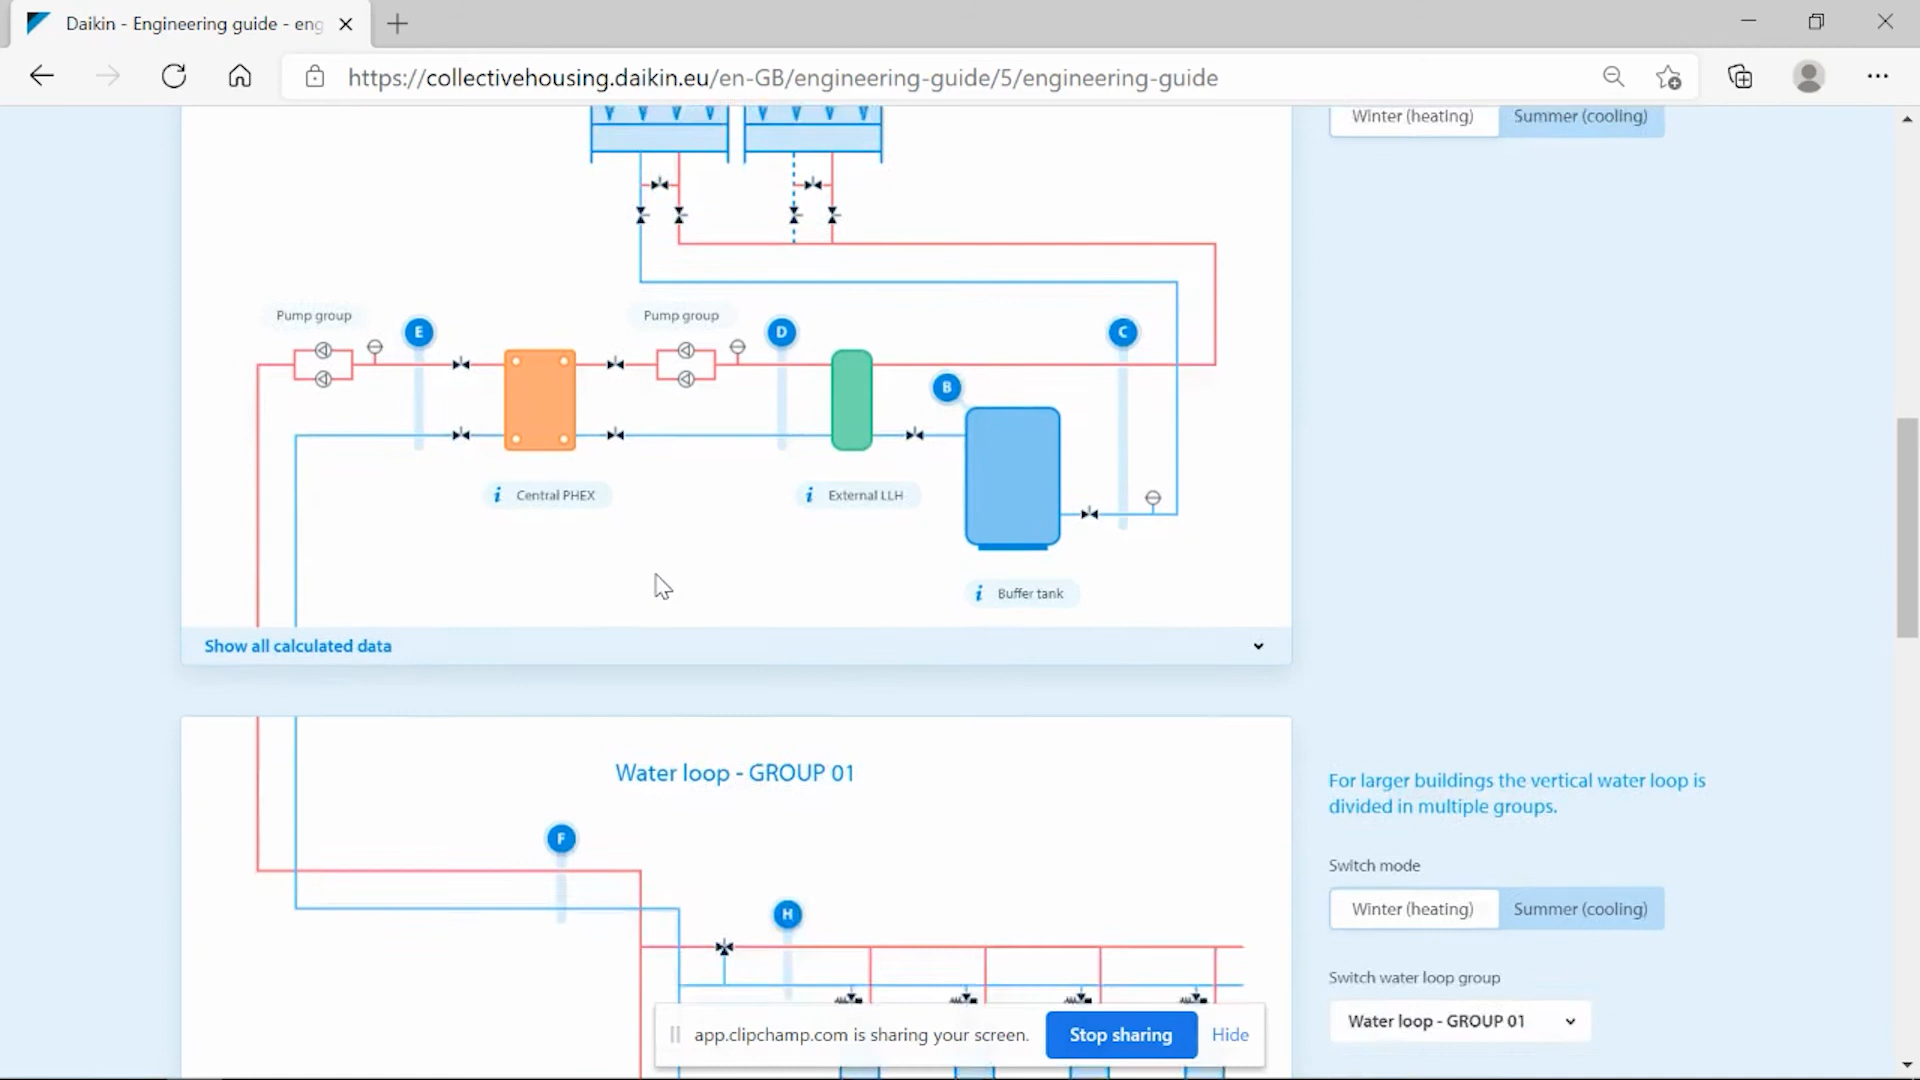 Daikin - Engineering guide - eng
https://collectivehousing.daikin.eu/en-GB/engineering-guide/5/engineering-guide
Winter (heating)
Summer (cooling)
Pump group
E
Pump group
D
C
B
i Central PHEX
i External LLH
i Buffer tank
Show all calculated data
Water loop - GROUP 01
F
H
For larger buildings the vertical water loop is
divided in multiple groups.
Switch mode
Winter (heating)
Summer (cooling)
Switch water loop group
Water loop - GROUP 01
app.clipchamp.com is sharing your screen.
Stop sharing
Hide